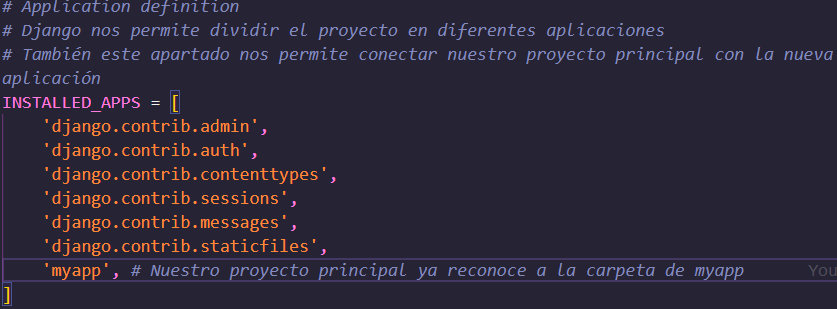 # Application definition
# Django nos permite dividir el proyecto en diferentes aplicaciones
# También este apartado nos permite conectar nuestro proyecto principal con la nueva
aplicación
INSTALLED_APPS = [
    'django.contrib.admin',
    'django.contrib.auth',
    'django.contrib.contenttypes',
    'django.contrib.sessions',
    'django.contrib.messages',
    'django.contrib.staticfiles',
    'myapp', # Nuestro proyecto principal ya reconoce a la carpeta de myapp You
]